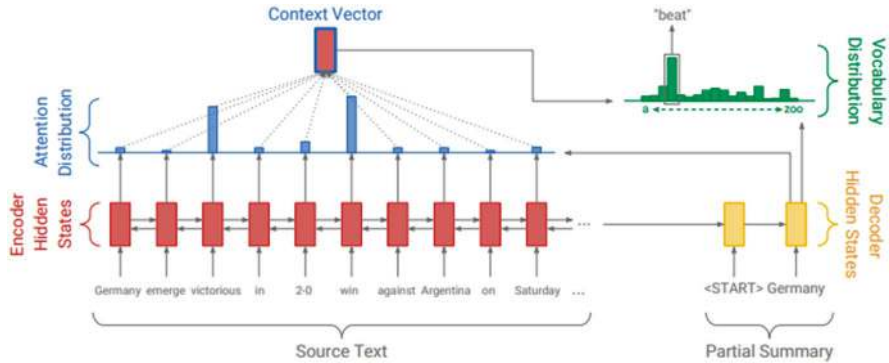 Context Vector
"beat"
Vocabulary
Distribution
a
zoo
Attention
Distribution
Encoder
Hidden
States
...
Decoder
Hidden States
Germany emerge victorious in 2-0 win against Argentina on Saturday ...
<START> Germany
Source Text
Partial Summary